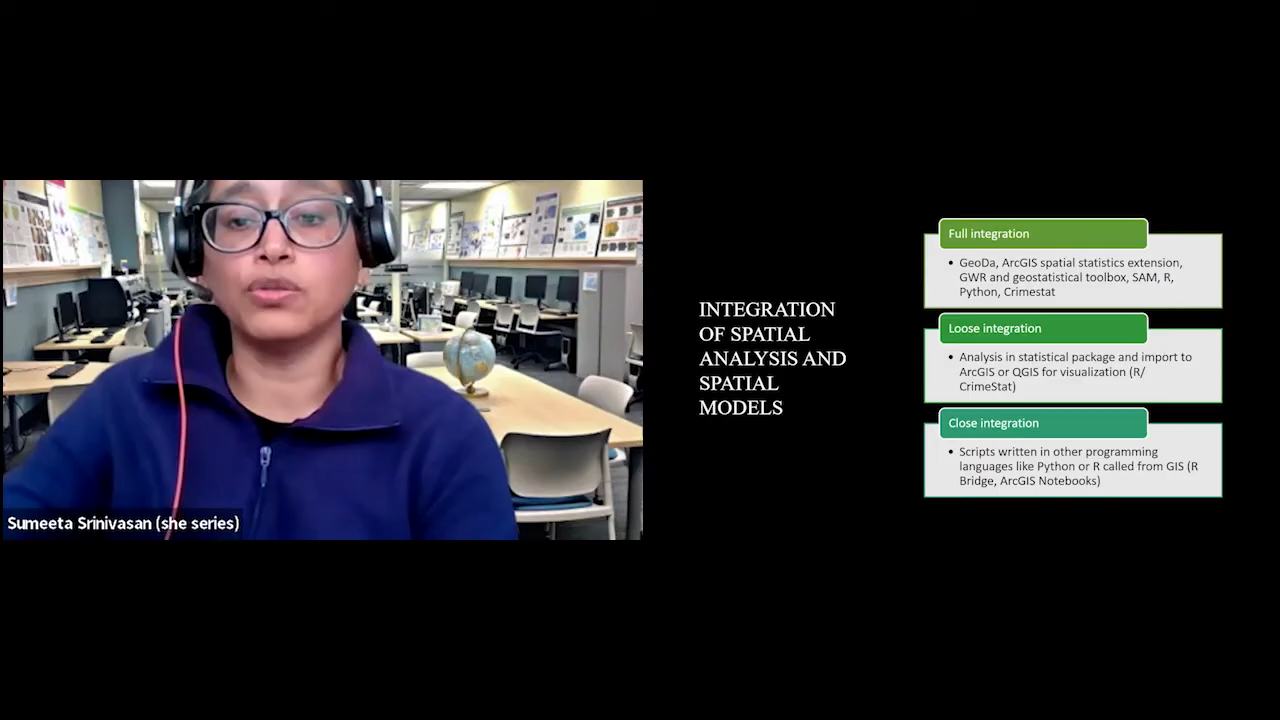 Sumeeta Srinivasan (she series)
INTEGRATION
OF SPATIAL
ANALYSIS AND
SPATIAL
MODELS
Full integration
• GeoDa, ArcGIS spatial statistics extension,
GWR and geostatistical toolbox, SAM, R,
Python, Crimestat
Loose integration
• Analysis in statistical package and import to
ArcGIS or QGIS for visualization (R/
CrimeStat)
Close integration
• Scripts written in other programming
languages like Python or R called from GIS (R
Bridge, ArcGIS Notebooks)